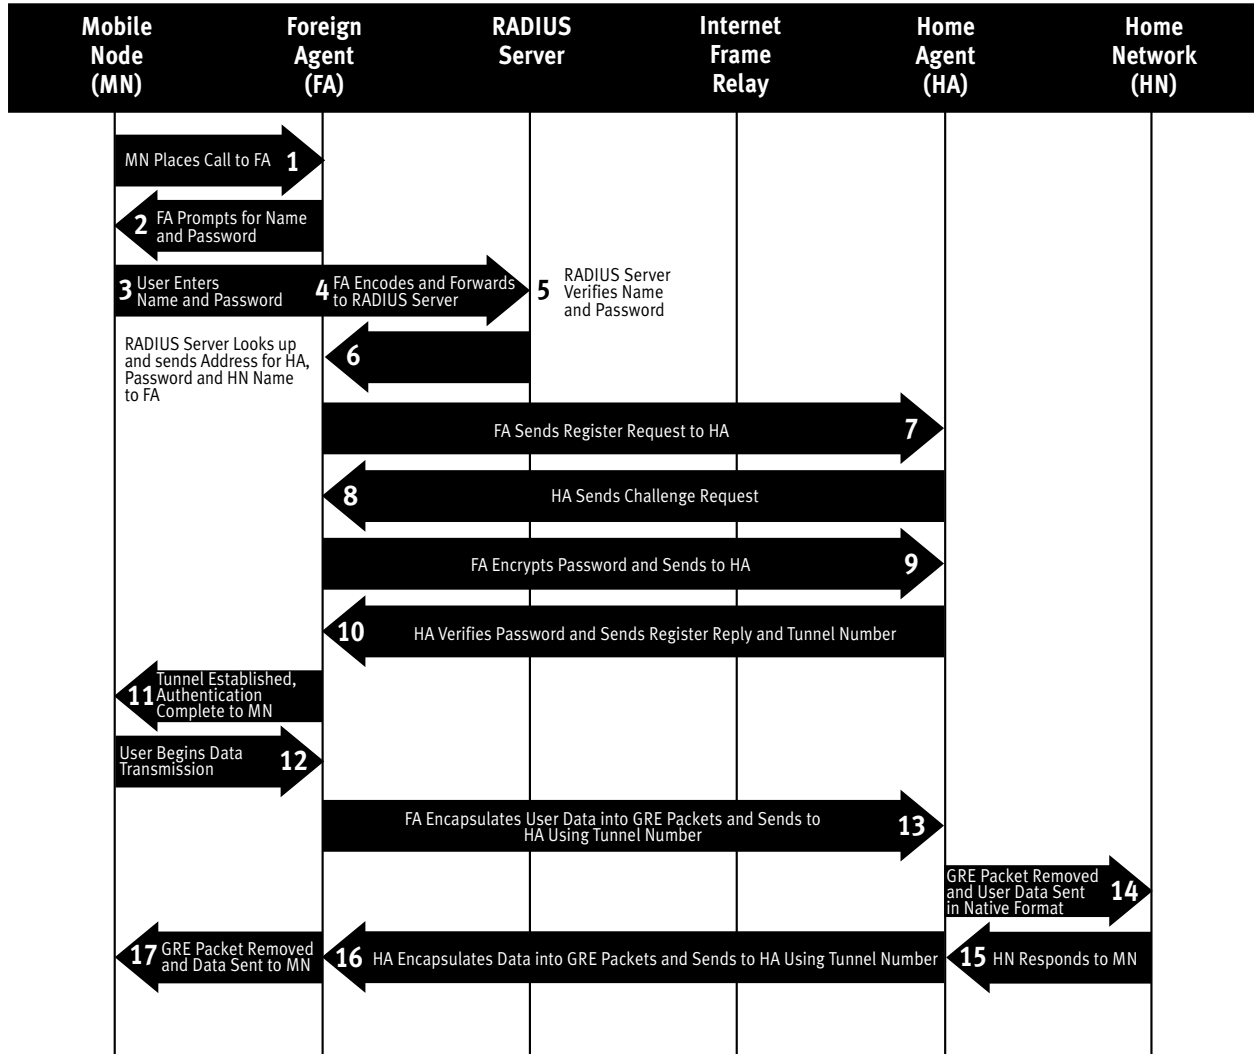 Mobile
Node
(MN)
Foreign
Agent
(FA)
RADIUS
Server
Internet
Frame
Relay
Home
Agent
(HA)
Home
Network
(HN)
MN Places Call to FA 1
2 FA Prompts for Name
and Password
3 User Enters
Name and Password
4 FA Encodes and Forwards
to RADIUS Server
5 RADIUS Server
Verifies Name
and Password
RADIUS Server Looks up
and sends Address for HA,
Password and HN Name
to FA
6
FA Sends Register Request to HA 7
8 HA Sends Challenge Request
FA Encrypts Password and Sends to HA 9
10 HA Verifies Password and Sends Register Reply and Tunnel Number
11 Tunnel Established,
Authentication
Complete to MN
User Begins Data
Transmission 12
FA Encapsulates User Data into GRE Packets and Sends to
HA Using Tunnel Number 13
GRE Packet Removed
and User Data Sent
in Native Format 14
17 GRE Packet Removed
and Data Sent to MN
16 HA Encapsulates Data into GRE Packets and Sends to HA Using Tunnel Number
15 HN Responds to MN